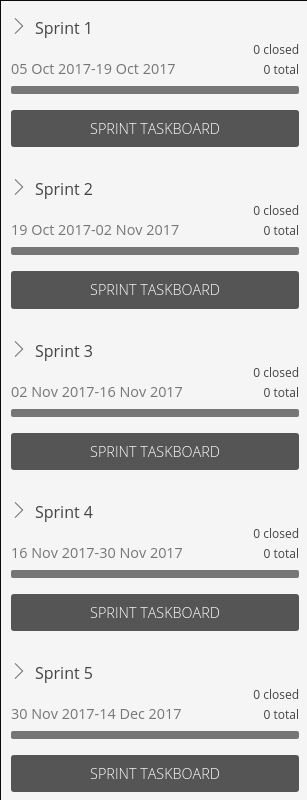 Sprint 1
0 closed
05 Oct 2017-19 Oct 2017 0 total
SPRINT TASKBOARD
Sprint 2
0 closed
19 Oct 2017-02 Nov 2017 0 total
SPRINT TASKBOARD
Sprint 3
0 closed
02 Nov 2017-16 Nov 2017 0 total
SPRINT TASKBOARD
Sprint 4
0 closed
16 Nov 2017-30 Nov 2017 0 total
SPRINT TASKBOARD
Sprint 5
0 closed
30 Nov 2017-14 Dec 2017 0 total
SPRINT TASKBOARD